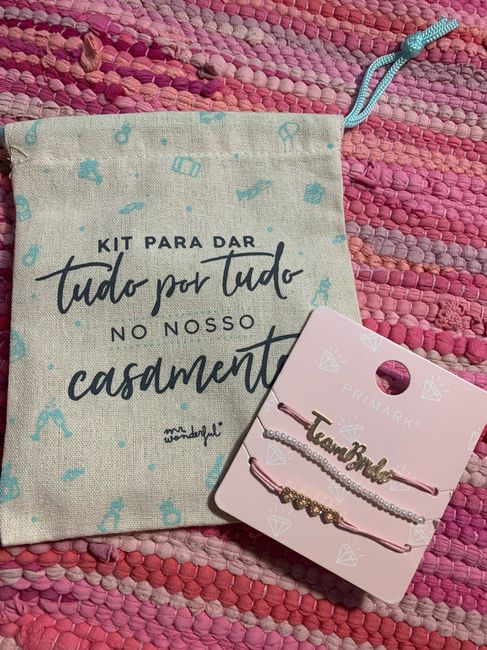 KIT PARA DAR
tudo por tudo
NO NOSSO
casamento
mr.
wonderful®
PRIMARK®
Team Bride